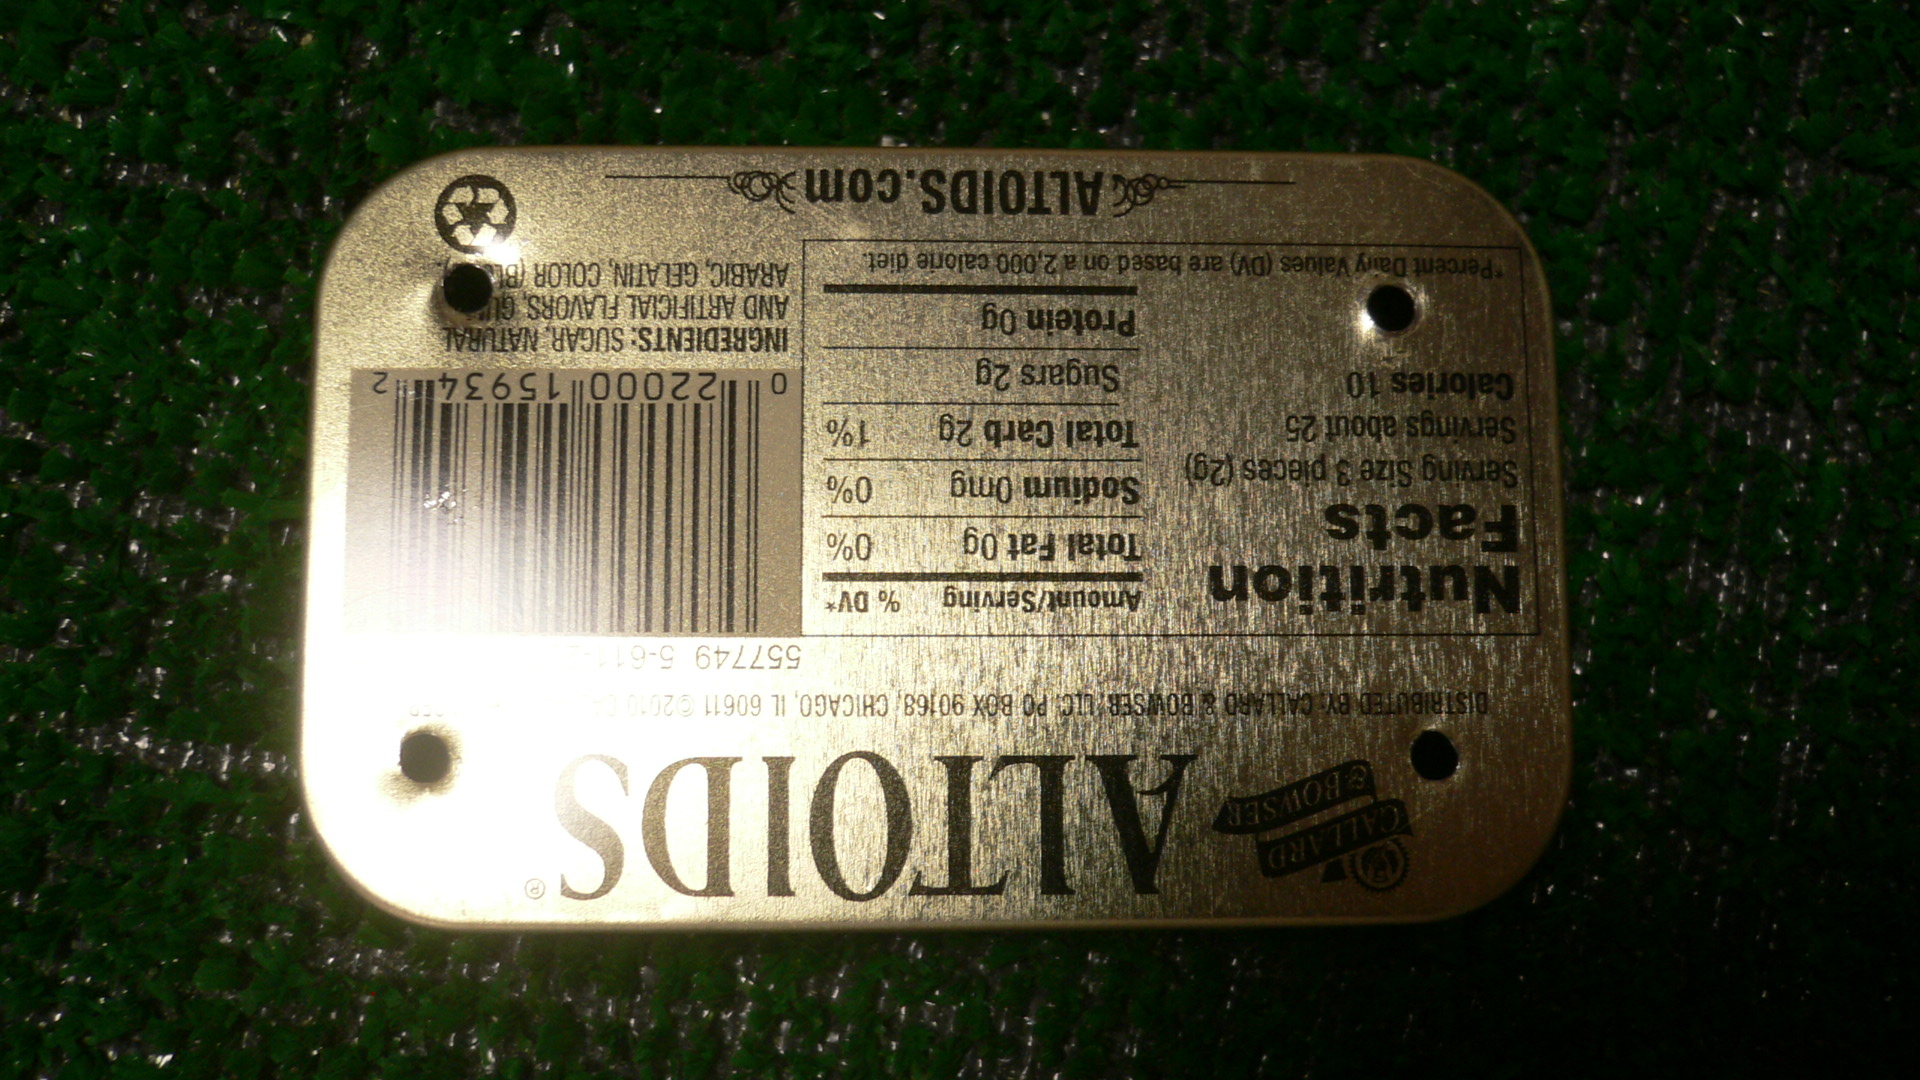 CALLARD
& BOWSER
ALTOIDS®
DISTRIBUTED BY: CALLARD & BOWSER, LLC, PO BOX 90168, CHICAGO, IL 60611 © 2010
557749 5-611-
Nutrition
Facts
Serving Size 3 pieces (2g)
Servings about 25
Calories 10
Amount/Serving % DV*
Total Fat 0g 0%
Sodium 0mg 0%
Total Carb 2g 1%
Sugars 2g
Protein 0g
*Percent Daily Values (DV) are based on a 2,000 calorie diet.
0 22000 15934 2
INGREDIENTS: SUGAR, NATURAL
AND ARTIFICIAL FLAVORS,
ARABIC, GELATIN, COLOR
ALTOIDS.com